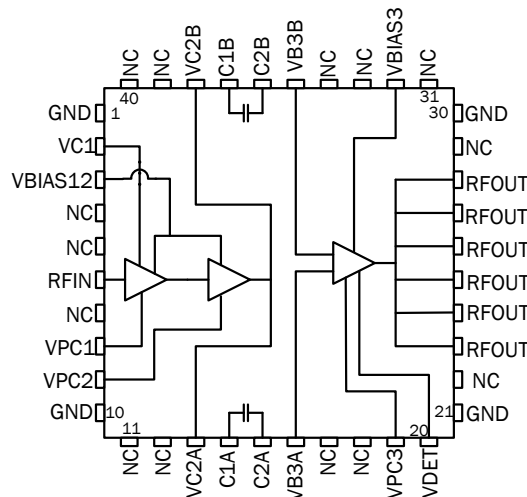 NC
NC
VC2B
C1B
C2B
VB3B
NC
NC
VBIAS3
NC
40
31
GND 1
30 GND
VC1
NC
VBIAS12
RFOUT
NC
RFOUT
NC
RFOUT
RFIN
RFOUT
NC
RFOUT
VPC1
RFOUT
VPC2
NC
GND 10
21 GND
11
20
NC
NC
VC2A
C1A
C2A
VB3A
NC
NC
VPC3
VDET